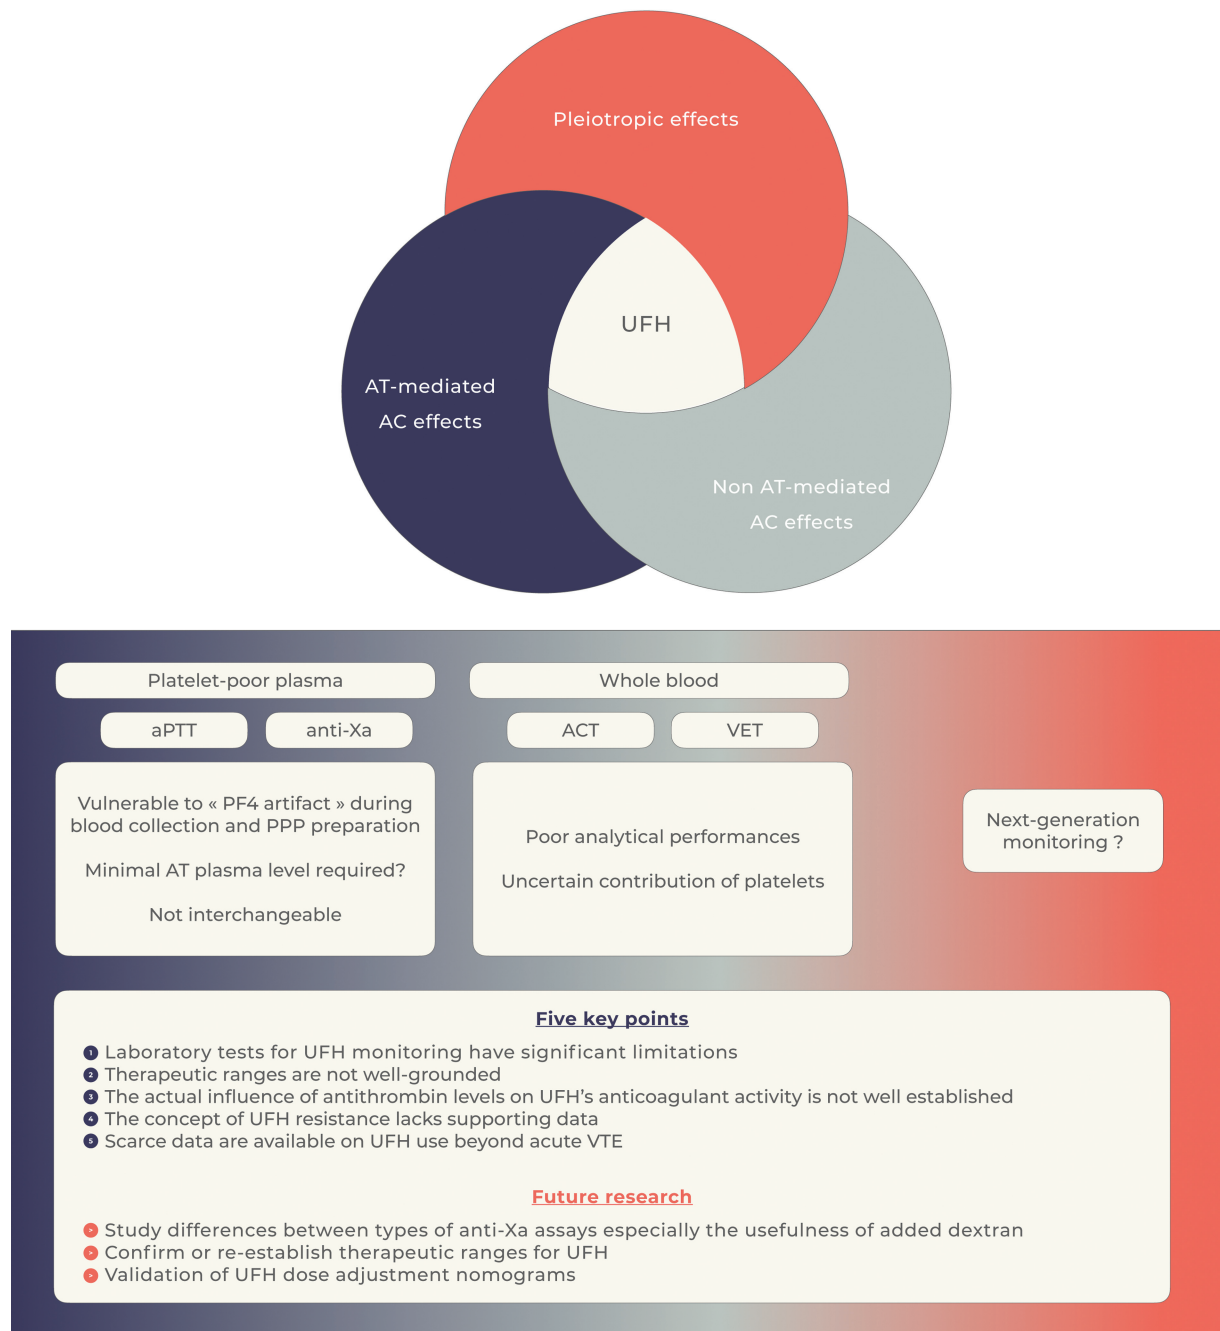 Pleiotropic effects
UFH
AT-mediated
AC effects
Non AT-mediated
AC effects
Platelet-poor plasma
Whole blood
aPTT
anti-Xa
ACT
VET
Vulnerable to « PF4 artifact » during
blood collection and PPP preparation
Minimal AT plasma level required?
Not interchangeable
Poor analytical performances
Uncertain contribution of platelets
Next-generation
monitoring ?
Five key points
1 Laboratory tests for UFH monitoring have significant limitations
2 Therapeutic ranges are not well-grounded
3 The actual influence of antithrombin levels on UFH’s anticoagulant activity is not well established
4 The concept of UFH resistance lacks supporting data
5 Scarce data are available on UFH use beyond acute VTE
Future research
> Study differences between types of anti-Xa assays especially the usefulness of added dextran
> Confirm or re-establish therapeutic ranges for UFH
> Validation of UFH dose adjustment nomograms